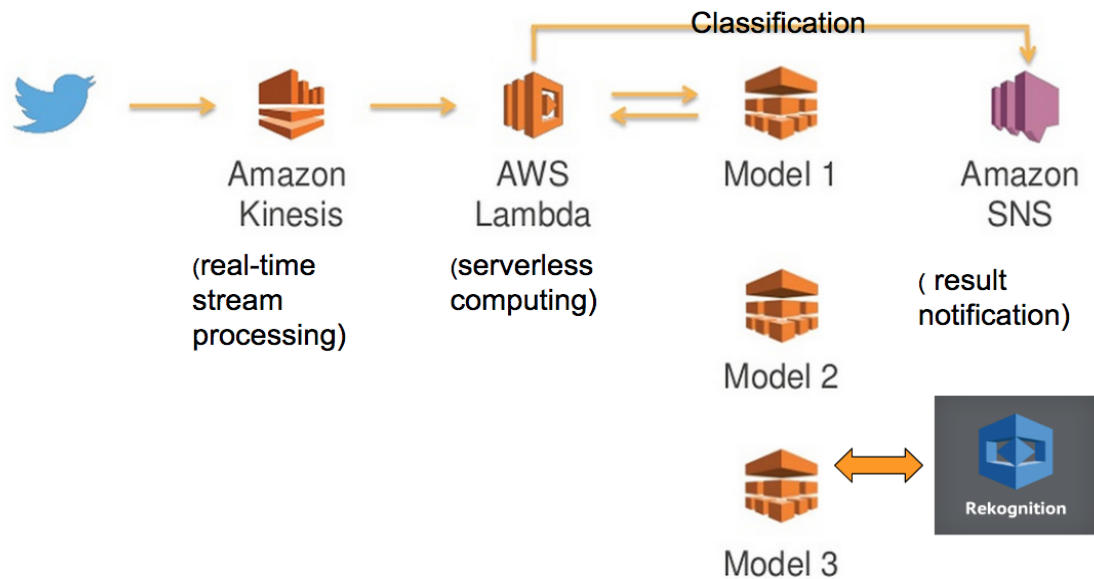 Classification
Amazon
Kinesis
(real-time
stream
processing)
AWS
Lambda
(serverless
computing)
Model 1
Amazon
SNS
( result
notification)
Model 2
Model 3
Rekognition